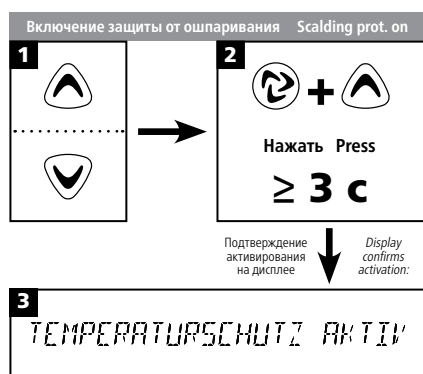 Включение защиты от ошпаривания Scalding prot. on
1
2
+
Нажать Press
≥ 3 с
Подтверждение
активирования
на дисплее
Display
confirms
activation:
3
TEMPERATURSCHUTZ AKTIV